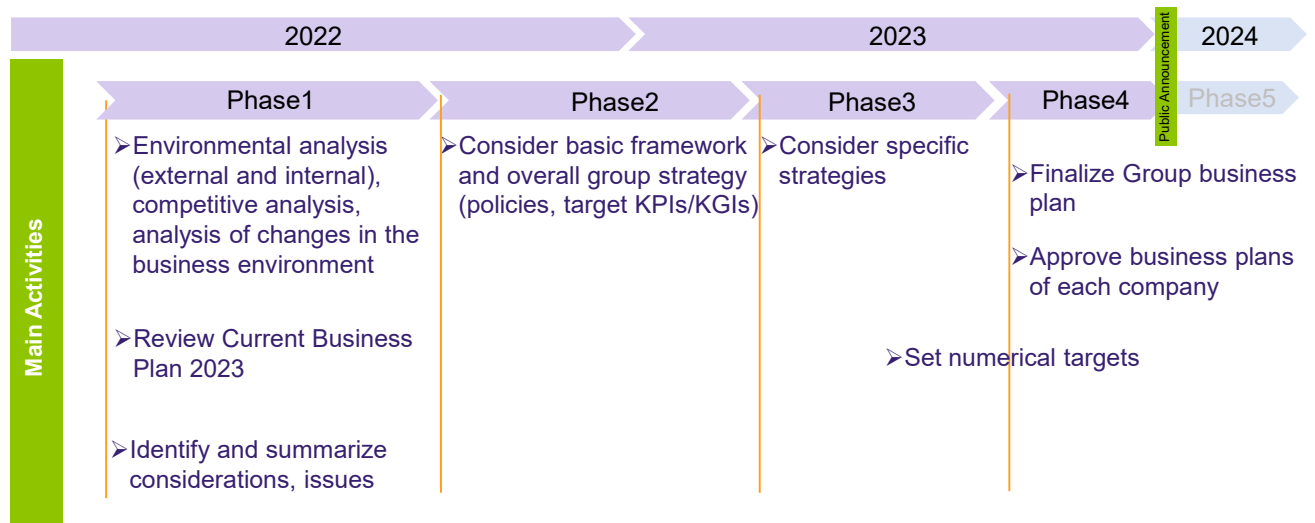 2022
2023
2024
Public Announcement
Main Activities
Phase1
Phase2
Phase3
Phase4
Phase5
➢Environmental analysis
(external and internal),
competitive analysis,
analysis of changes in the
business environment
➢Review Current Business
Plan 2023
➢Identify and summarize
considerations, issues
➢Consider basic framework
and overall group strategy
(policies, target KPIs/KGIs)
➢Consider specific
strategies
➢Set numerical targets
➢Finalize Group business
plan
➢Approve business plans
of each company